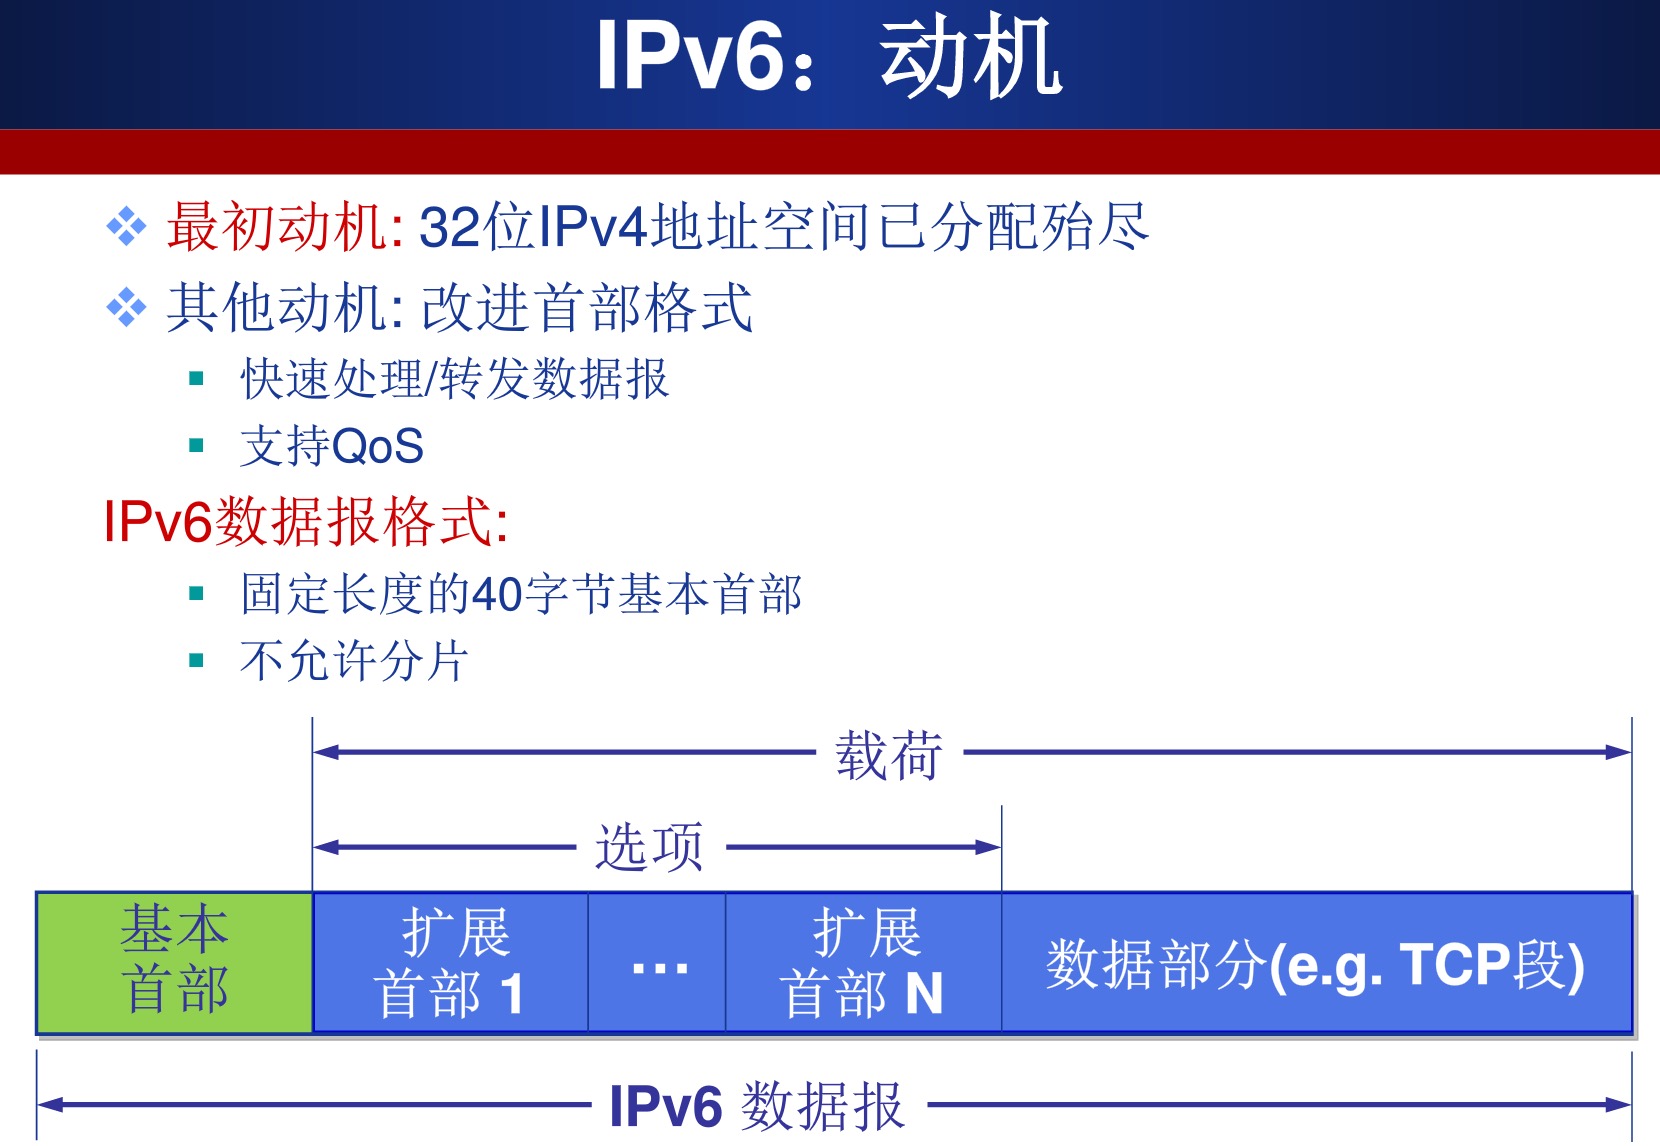 IPv6：动机
最初动机: 32位IPv4地址空间已分配殆尽
其他动机: 改进首部格式
快速处理/转发数据报
支持QoS
IPv6数据报格式:
固定长度的40字节基本首部
不允许分片
载荷
选项
基本
首部
扩展
首部 1
…
扩展
首部 N
数据部分(e.g. TCP段)
IPv6 数据报